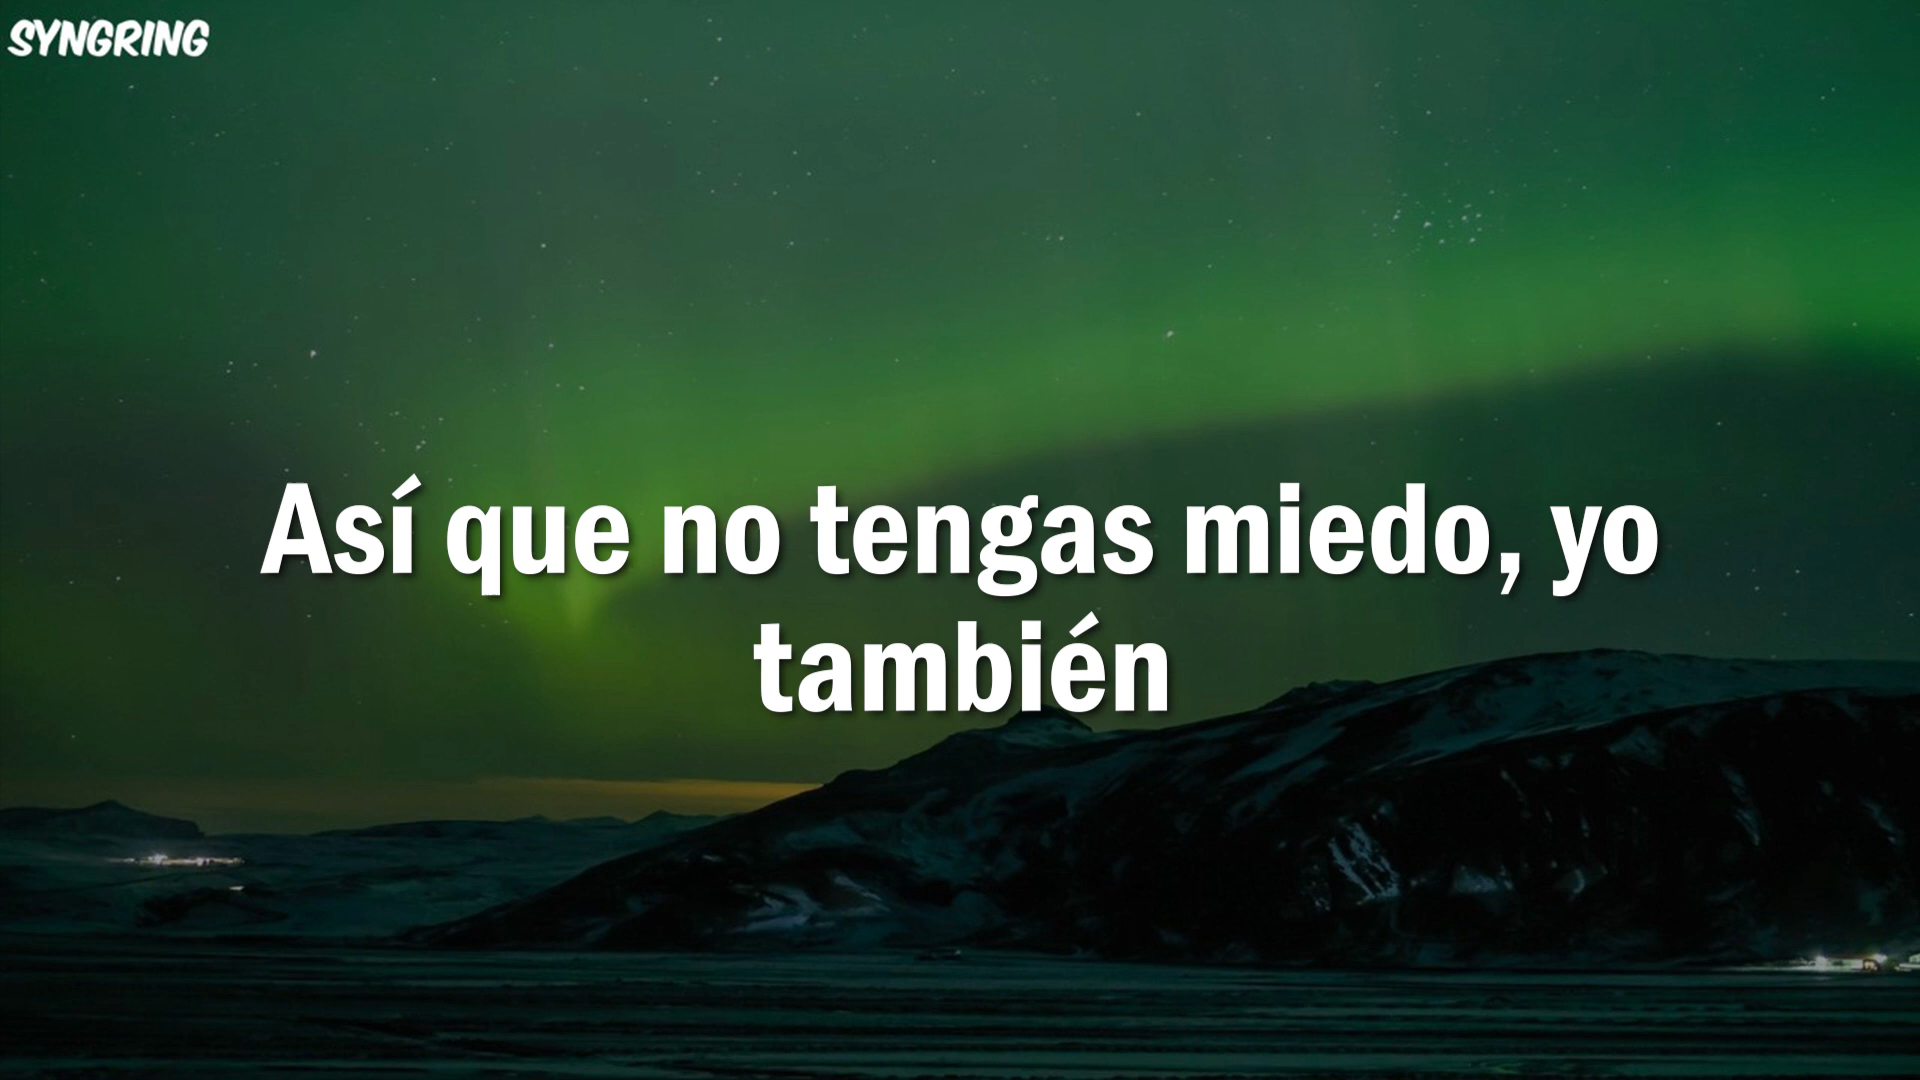 SYNGRING
Así que no tengas miedo, yo
también